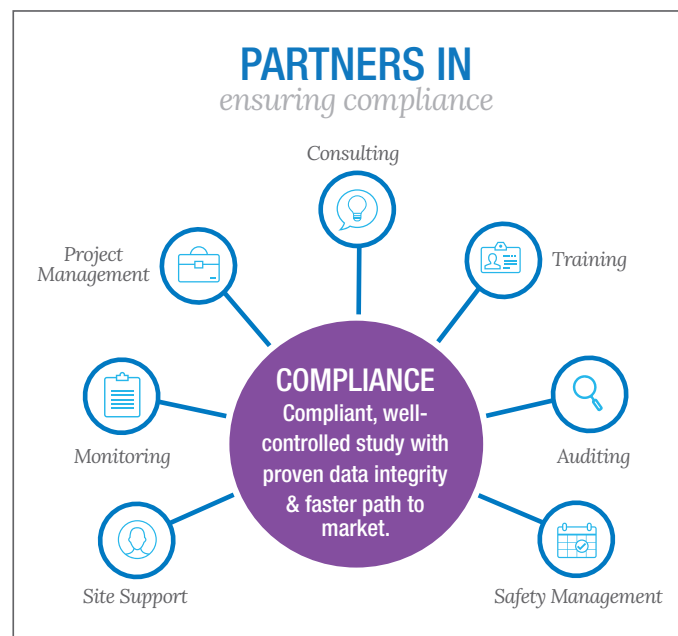 PARTNERS IN
ensuring compliance
Consulting
Project
Management
Training
COMPLIANCE
Compliant, well-
controlled study with
proven data integrity
& faster path to
market.
Monitoring
Auditing
Site Support
Safety Management